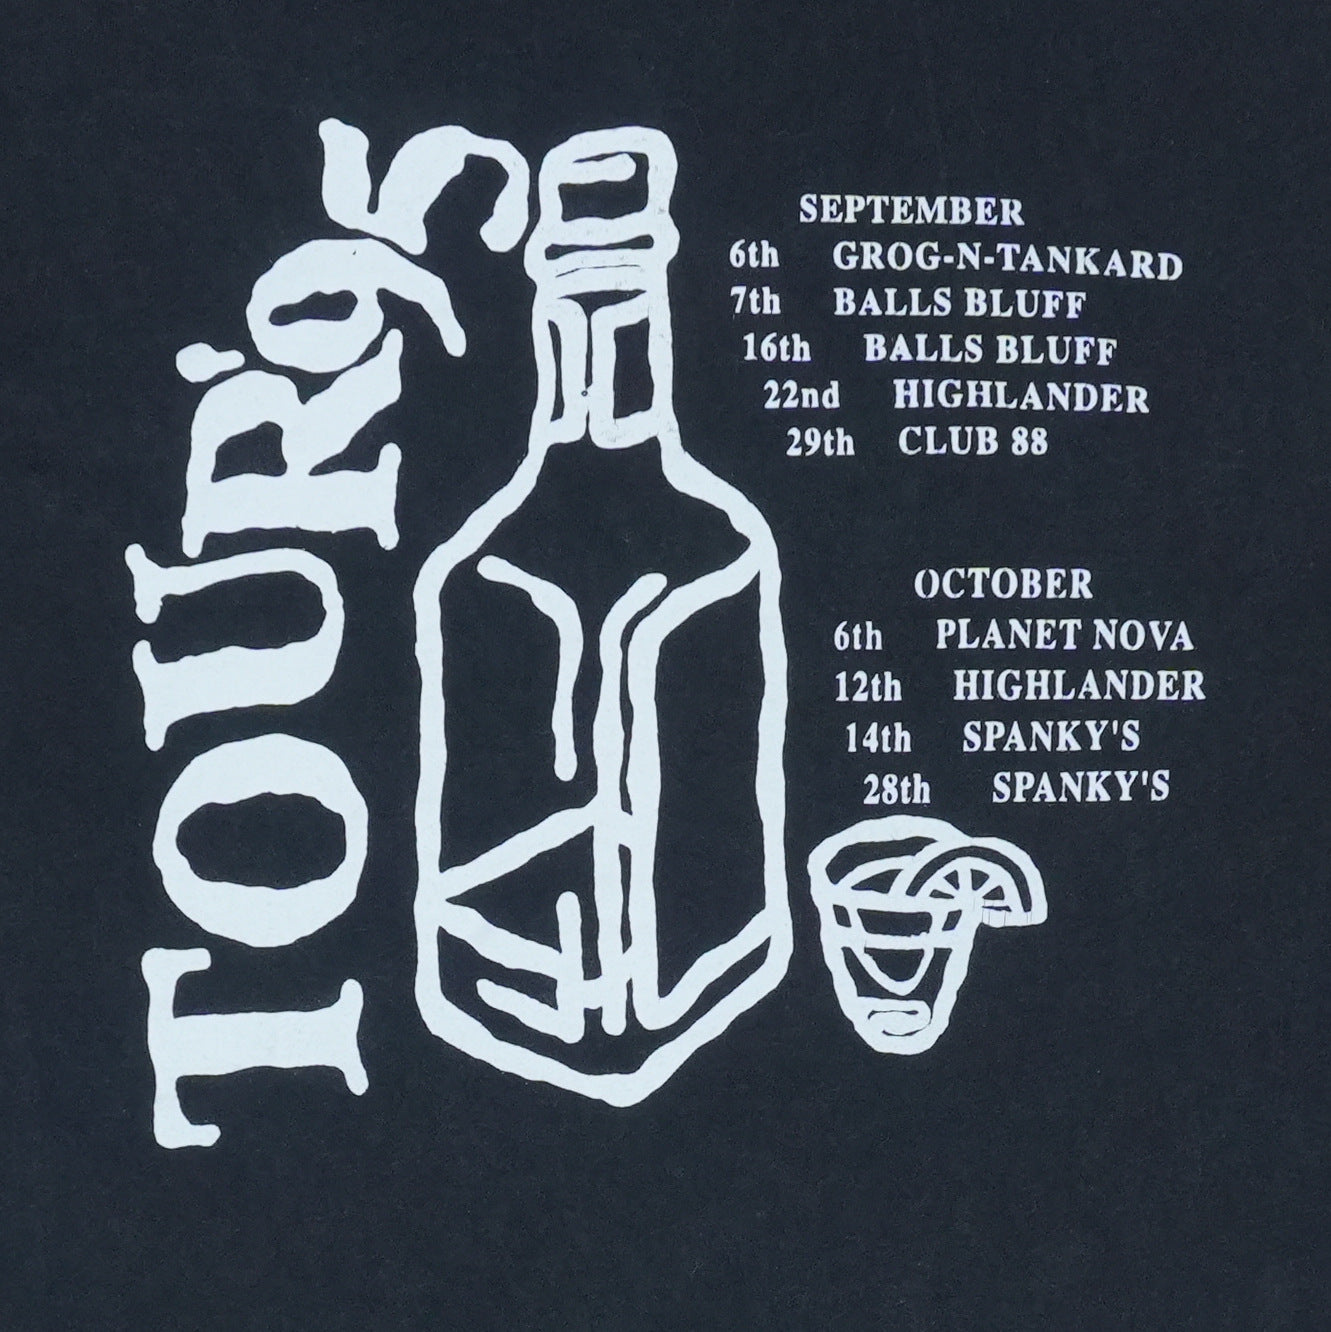 TOUR '95
SEPTEMBER
6th GROG-N-TANKARD
7th BALLS BLUFF
16th BALLS BLUFF
22nd HIGHLANDER
29th CLUB 88
OCTOBER
6th PLANET NOVA
12th HIGHLANDER
14th SPANKY'S
28th SPANKY'S